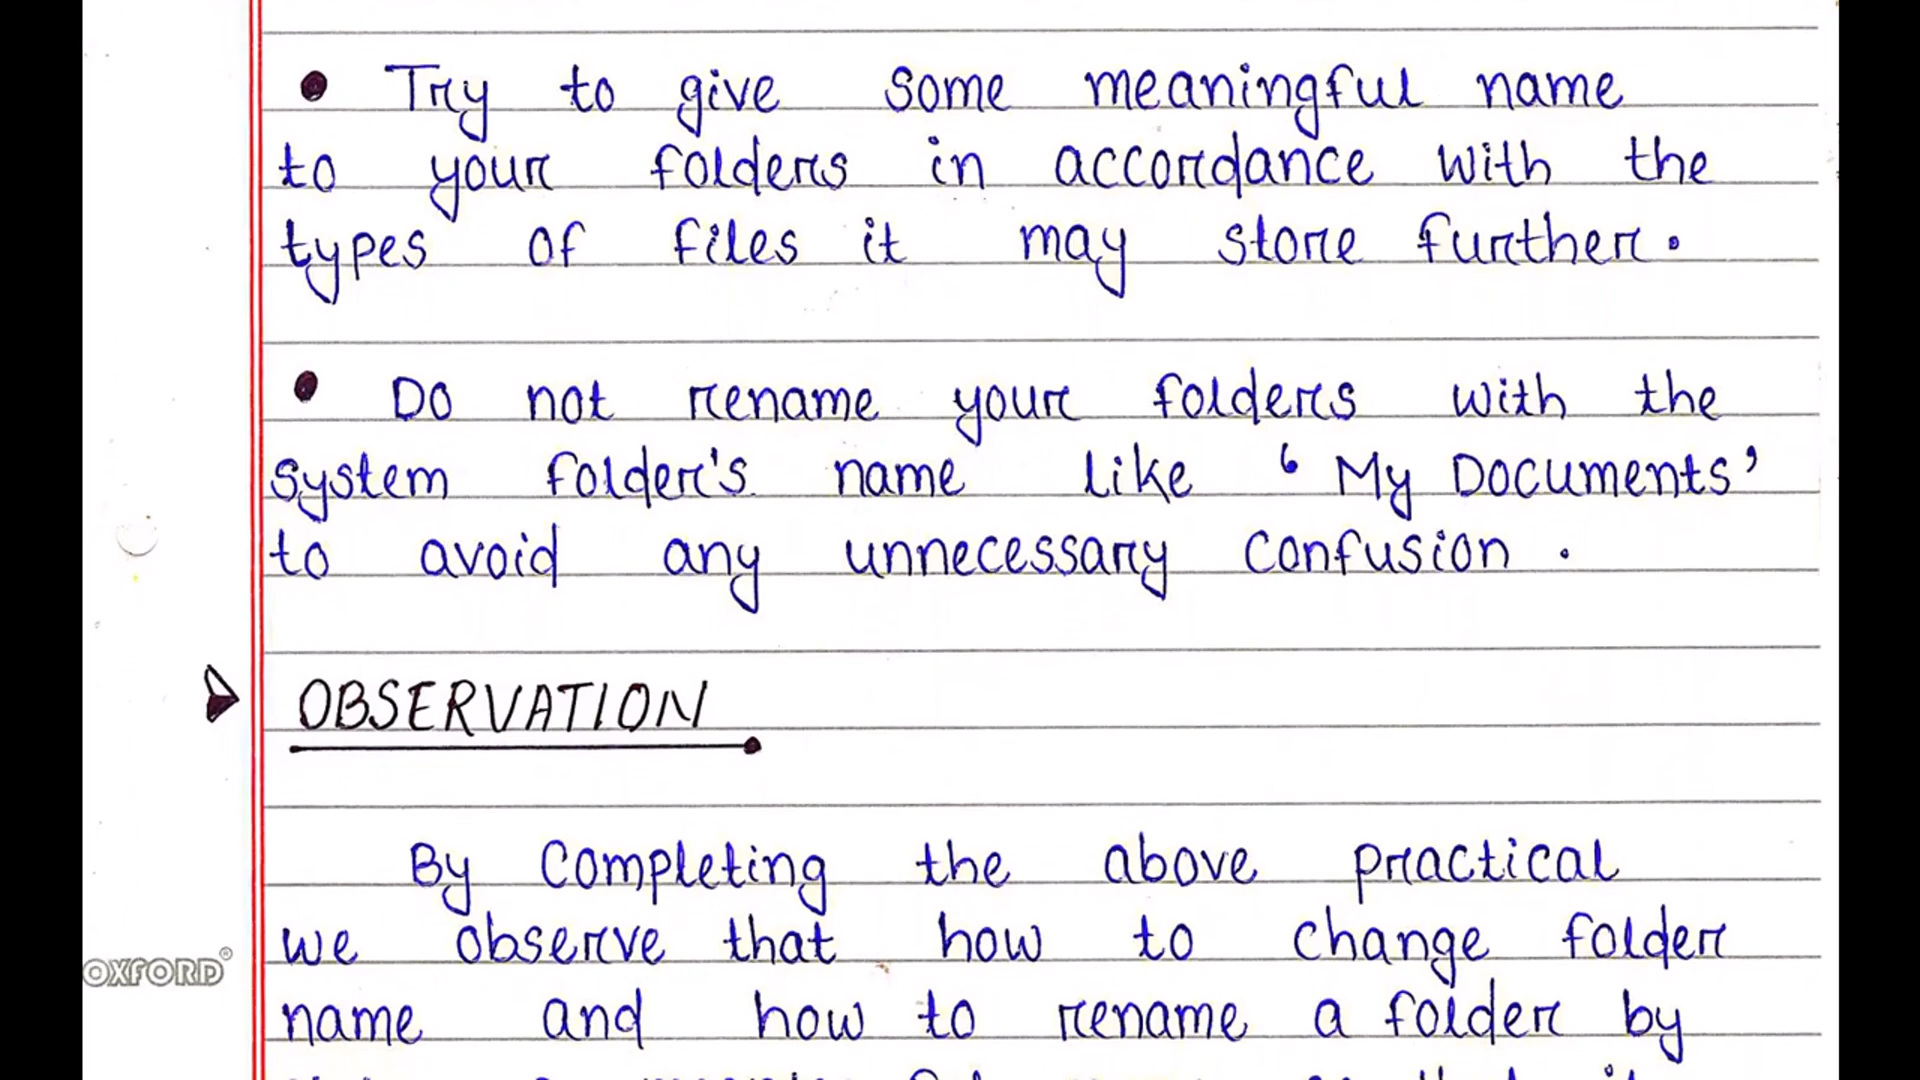 • Try to give some meaningful name
to your folders in accordance with the
types of files it may store further.
• Do not rename your folders with the
system folder's name like ‘My Documents’
to avoid any unnecessary confusion.
OBSERVATION
By completing the above practical
we observe that how to change folder
OXFORD®
name and how to rename a folder by